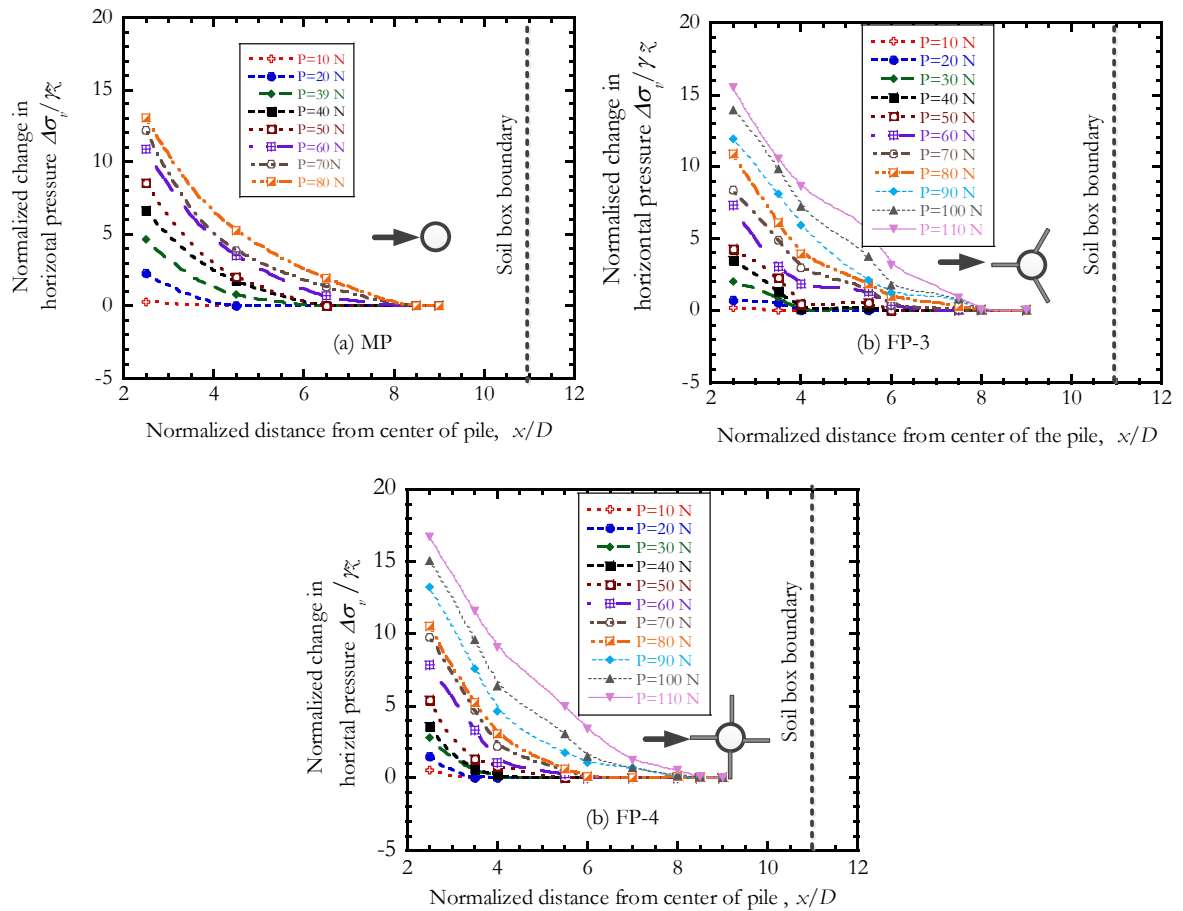 20
15
10
5
0
-5
2
4
6
8
10
12
Normalized change in
horizotal pressure Δσᵥ/γz
P=10 N
P=20 N
P=39 N
P=40 N
P=50 N
P=60 N
P=70N
P=80 N
Soil box boundary
(a) MP
Normalized distance from center of pile, x/D
20
15
10
5
0
-5
2
4
6
8
10
12
Normalised change in
horizontal pressure Δσᵥ/γz
P=10 N
P=20 N
P=30 N
P=40 N
P=50 N
P=60 N
P=70 N
P=80 N
P=90 N
P=100 N
P=110 N
Soil box boundary
(b) FP-3
Normalized distance from center of the pile, x/D
20
15
10
5
0
-5
2
4
6
8
10
12
Normalized change in
horiztal pressure Δσᵥ/γz
P=10 N
P=20 N
P=30 N
P=40 N
P=50 N
P=60 N
P=70 N
P=80 N
P=90 N
P=100 N
P=110 N
Soil box boundary
(b) FP-4
Normalized distance from center of pile , x/D